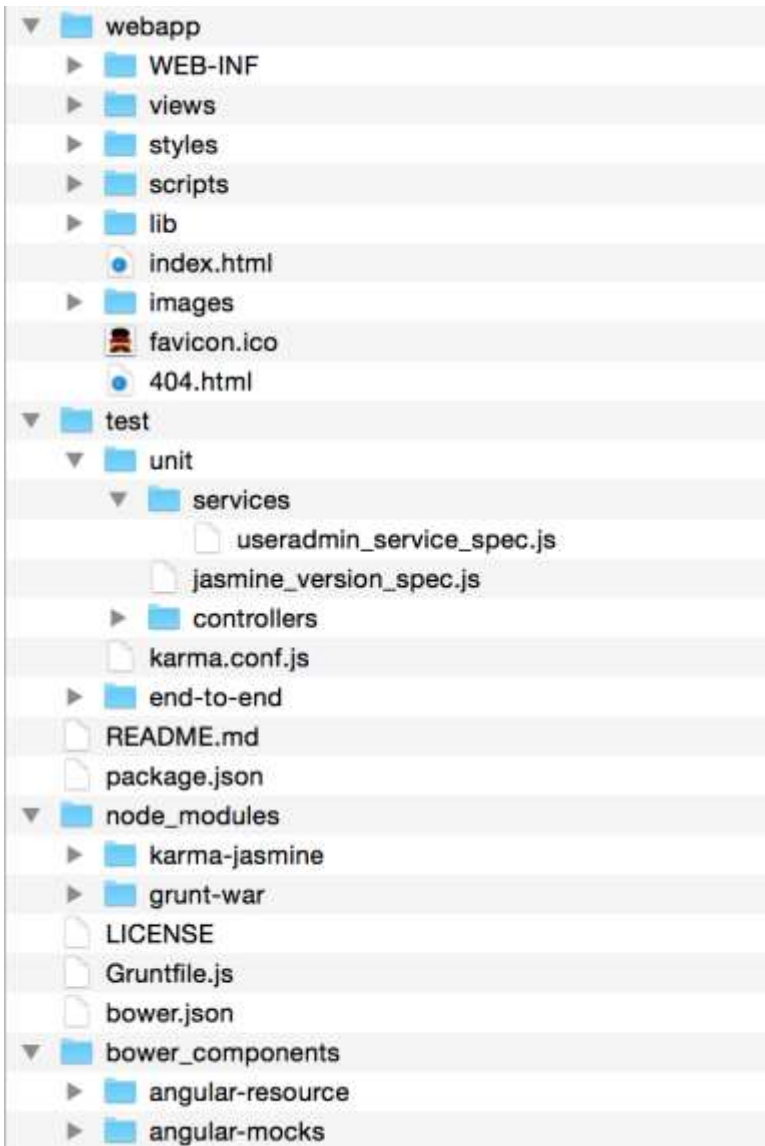 webapp
WEB-INF
views
styles
scripts
lib
index.html
images
favicon.ico
404.html
test
unit
services
useradmin_service_spec.js
jasmine_version_spec.js
controllers
karma.conf.js
end-to-end
README.md
package.json
node_modules
karma-jasmine
grunt-war
LICENSE
Gruntfile.js
bower.json
bower_components
angular-resource
angular-mocks